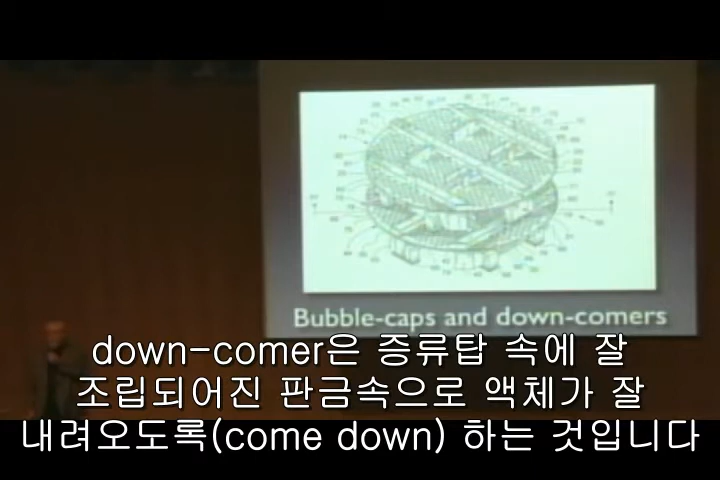 Bubble-caps and down-comers
down-comer은 증류탑 속에 잘
조립되어진 판금속으로 액체가 잘
내려오도록(come down) 하는 것입니다